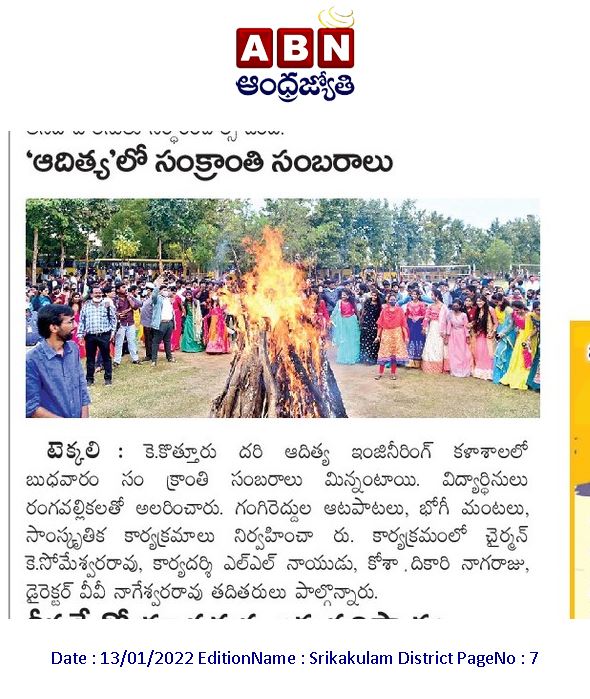 ABN
ఆంధ్రజ్యోతి
‘ఆదిత్య’లో సంక్రాంతి సంబరాలు
టెక్కలి : కె.కొత్తూరు దరి ఆదిత్య ఇంజినీరింగ్ కళాశాలలో
బుధవారం సం క్రాంతి సంబరాలు మిన్నంటాయి. విద్యార్థినులు
రంగవల్లికలతో అలరించారు. గంగిరెద్దుల ఆటపాటలు, భోగీ మంటలు,
సాంస్కృతిక కార్యక్రమాలు నిర్వహించా రు. కార్యక్రమంలో ఛైర్మన్
కె.సోమేశ్వరరావు, కార్యదర్శి ఎల్ఎల్ నాయుడు, కోశా .దికారి నాగరాజు,
డైరెక్టర్ వీవీ నాగేశ్వరరావు తదితరులు పాల్గొన్నారు.
Date : 13/01/2022 EditionName : Srikakulam District PageNo : 7